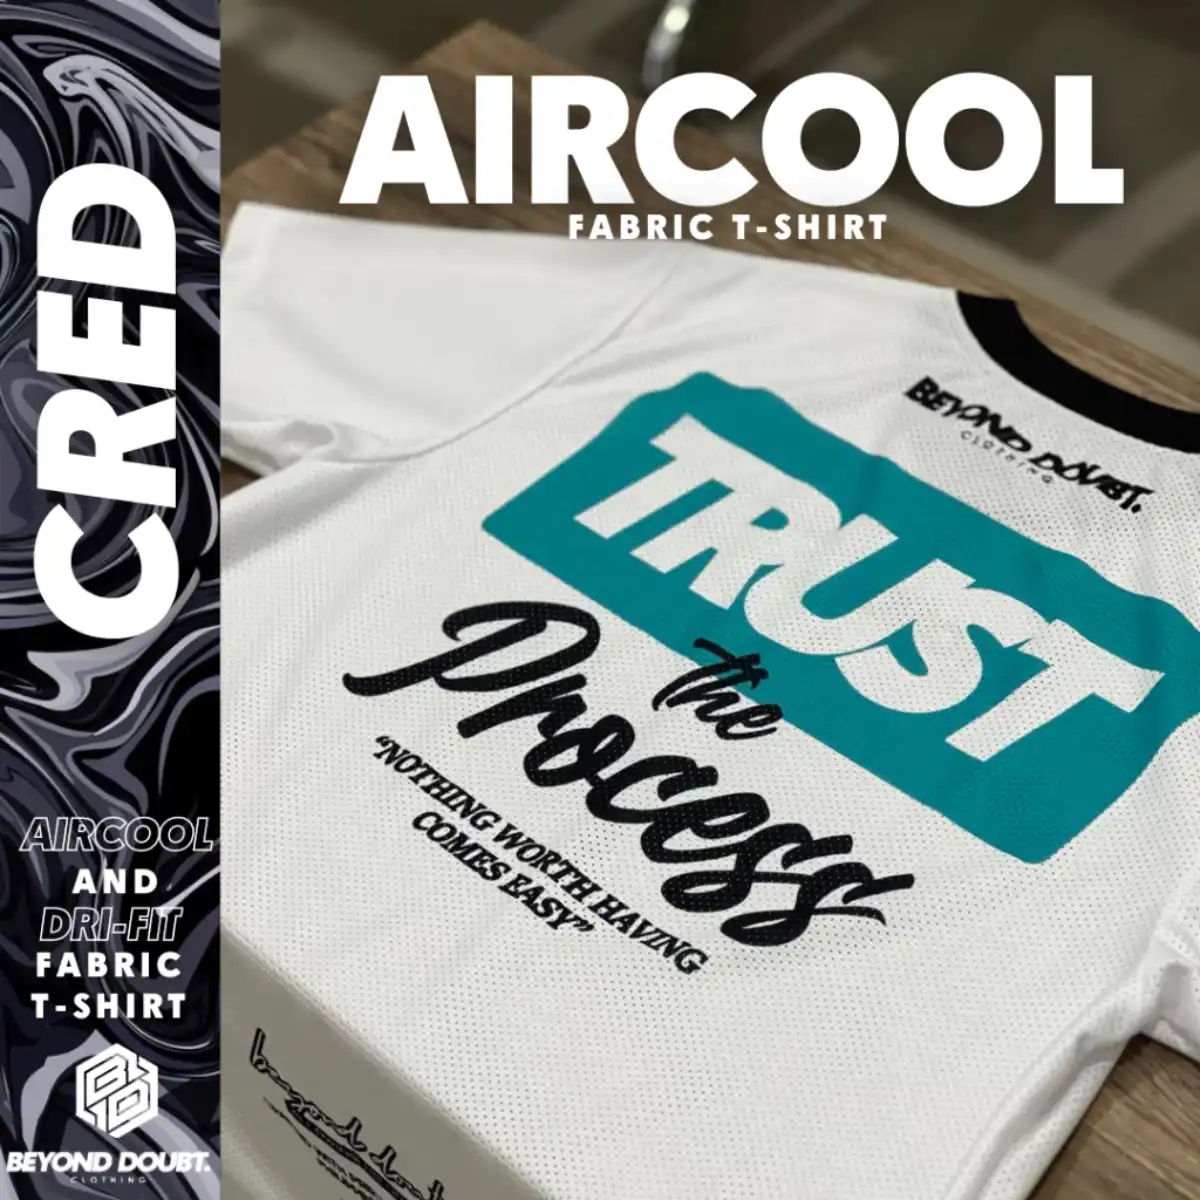 AIRCOOL
FABRIC T-SHIRT
CRED
BEYOND DOUBT.
CLOTHING
TRUST
the
Process
“NOTHING WORTH HAVING
COMES EASY”
AIRCOOL
AND
DRI-FIT
FABRIC
T-SHIRT
BEYOND DOUBT.
CLOTHING
beyond